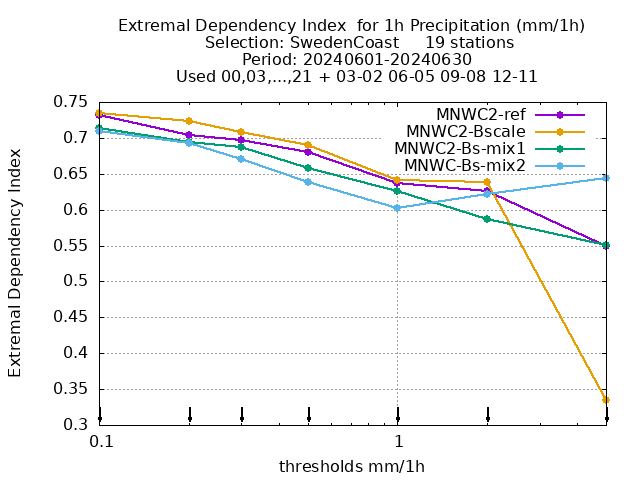 Extremal Dependency Index  for 1h Precipitation (mm/1h)
Selection: SwedenCoast     19 stations
Period: 20240601-20240630
Used 00,03,...,21 + 03-02 06-05 09-08 12-11
MNWC2-ref
MNWC2-Bscale
MNWC2-Bs-mix1
MNWC-Bs-mix2
Extremal Dependency Index
0.75
0.7
0.65
0.6
0.55
0.5
0.45
0.4
0.35
0.3
0.1
1
thresholds mm/1h